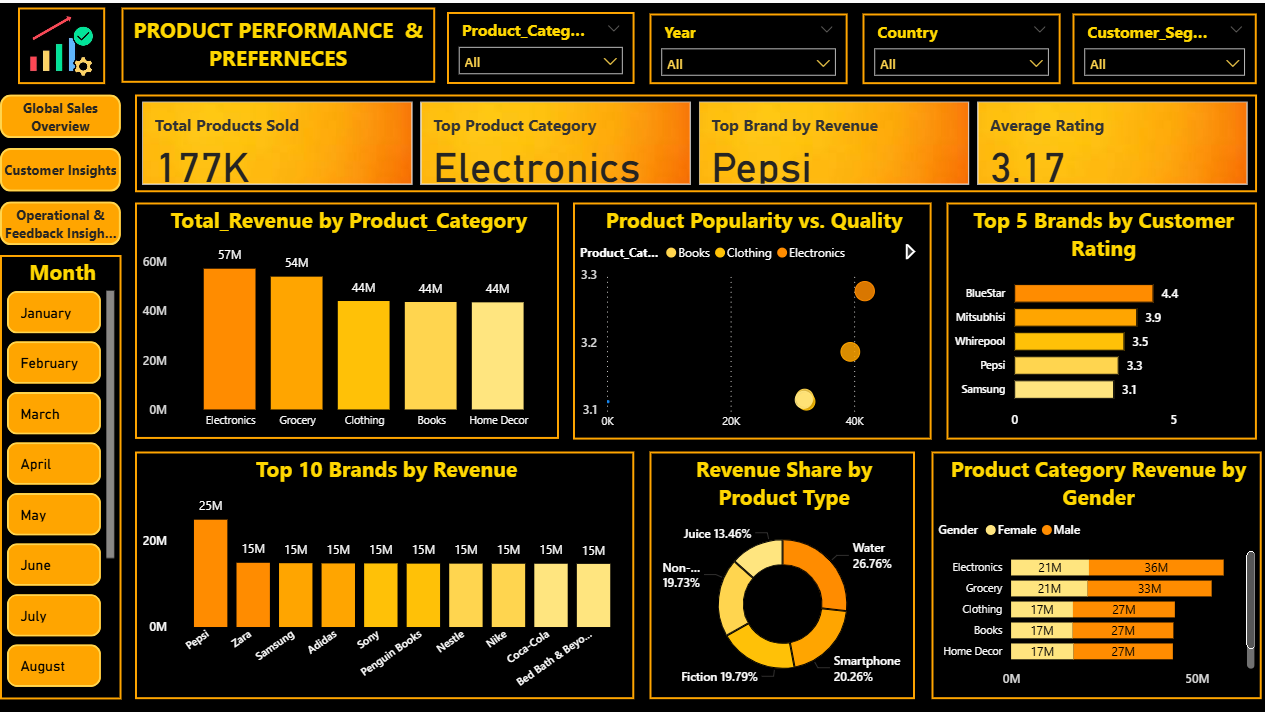 PRODUCT PERFORMANCE &
PREFERNECES
Product_Categ...
All
Year
All
Country
All
Customer_Seg...
All
Global Sales
Overview
Customer Insights
Operational &
Feedback Insigh...
Month
January
February
March
April
May
June
July
August
Total Products Sold
177K
Top Product Category
Electronics
Top Brand by Revenue
Pepsi
Average Rating
3.17
Total_Revenue by Product_Category
60M
40M
20M
0M
57M
54M
44M
44M
44M
Electronics
Grocery
Clothing
Books
Home Decor
Product Popularity vs. Quality
Product_Cat...
Books
Clothing
Electronics
3.3
3.2
3.1
0K
20K
40K
Top 5 Brands by Customer
Rating
BlueStar
4.4
Mitsubhisi
3.9
Whirepool
3.5
Pepsi
3.3
Samsung
3.1
0
5
Top 10 Brands by Revenue
20M
0M
25M
15M
15M
15M
15M
15M
15M
15M
15M
15M
Pepsi
Zara
Samsung
Adidas
Sony
Penguin Books
Nestle
Nike
Coca-Cola
Bed Bath & Beyo...
Revenue Share by
Product Type
Juice 13.46%
Water
26.76%
Non-...
19.73%
Smartphone
20.26%
Fiction 19.79%
Product Category Revenue by
Gender
Gender
Female
Male
Electronics
21M
36M
Grocery
21M
33M
Clothing
17M
27M
Books
17M
27M
Home Decor
17M
27M
0M
50M